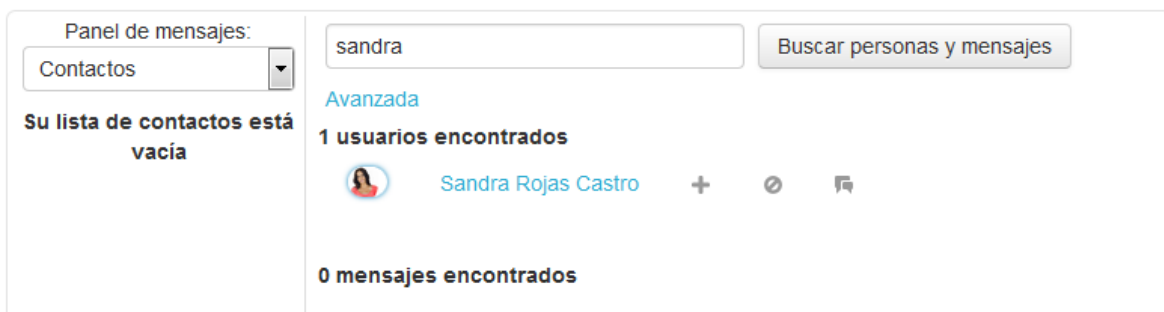 Panel de mensajes:
Contactos
Su lista de contactos está
vacía
sandra
Buscar personas y mensajes
Avanzada
1 usuarios encontrados
Sandra Rojas Castro
0 mensajes encontrados